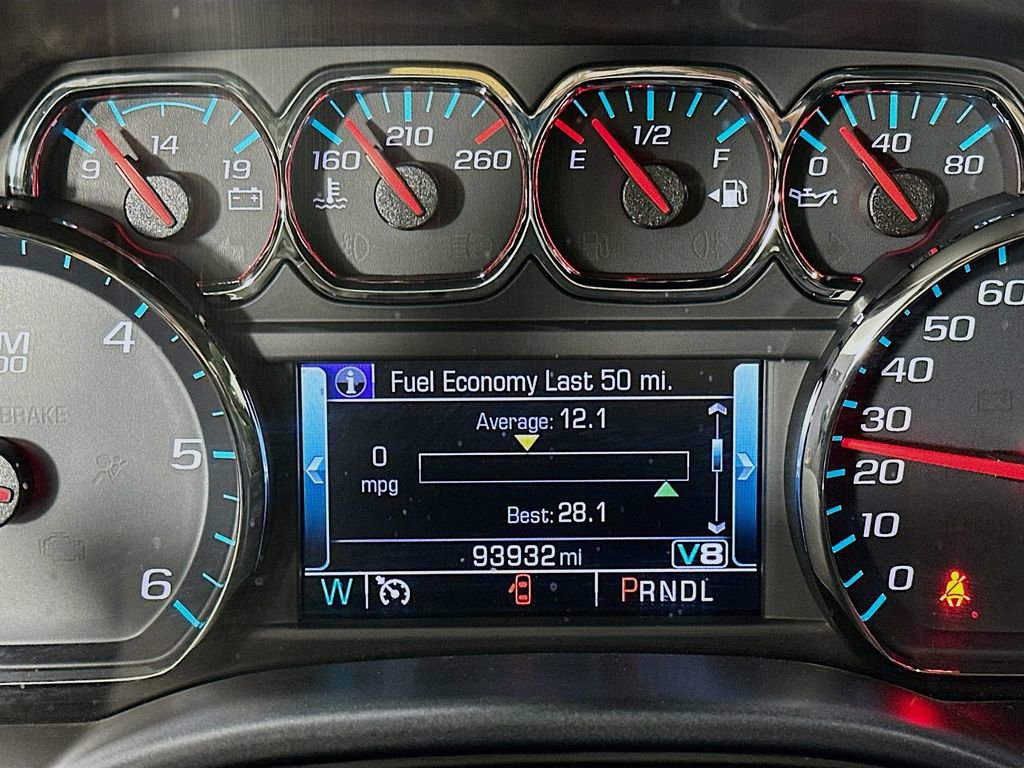 9 14 19
160 210 260
E 1/2 F
0 40 80
4
5
6
BRAKE
Fuel Economy Last 50 mi.
Average: 12.1
0
mpg
Best: 28.1
93932 mi V8
W PRNDL
60
50
40
30
20
10
0